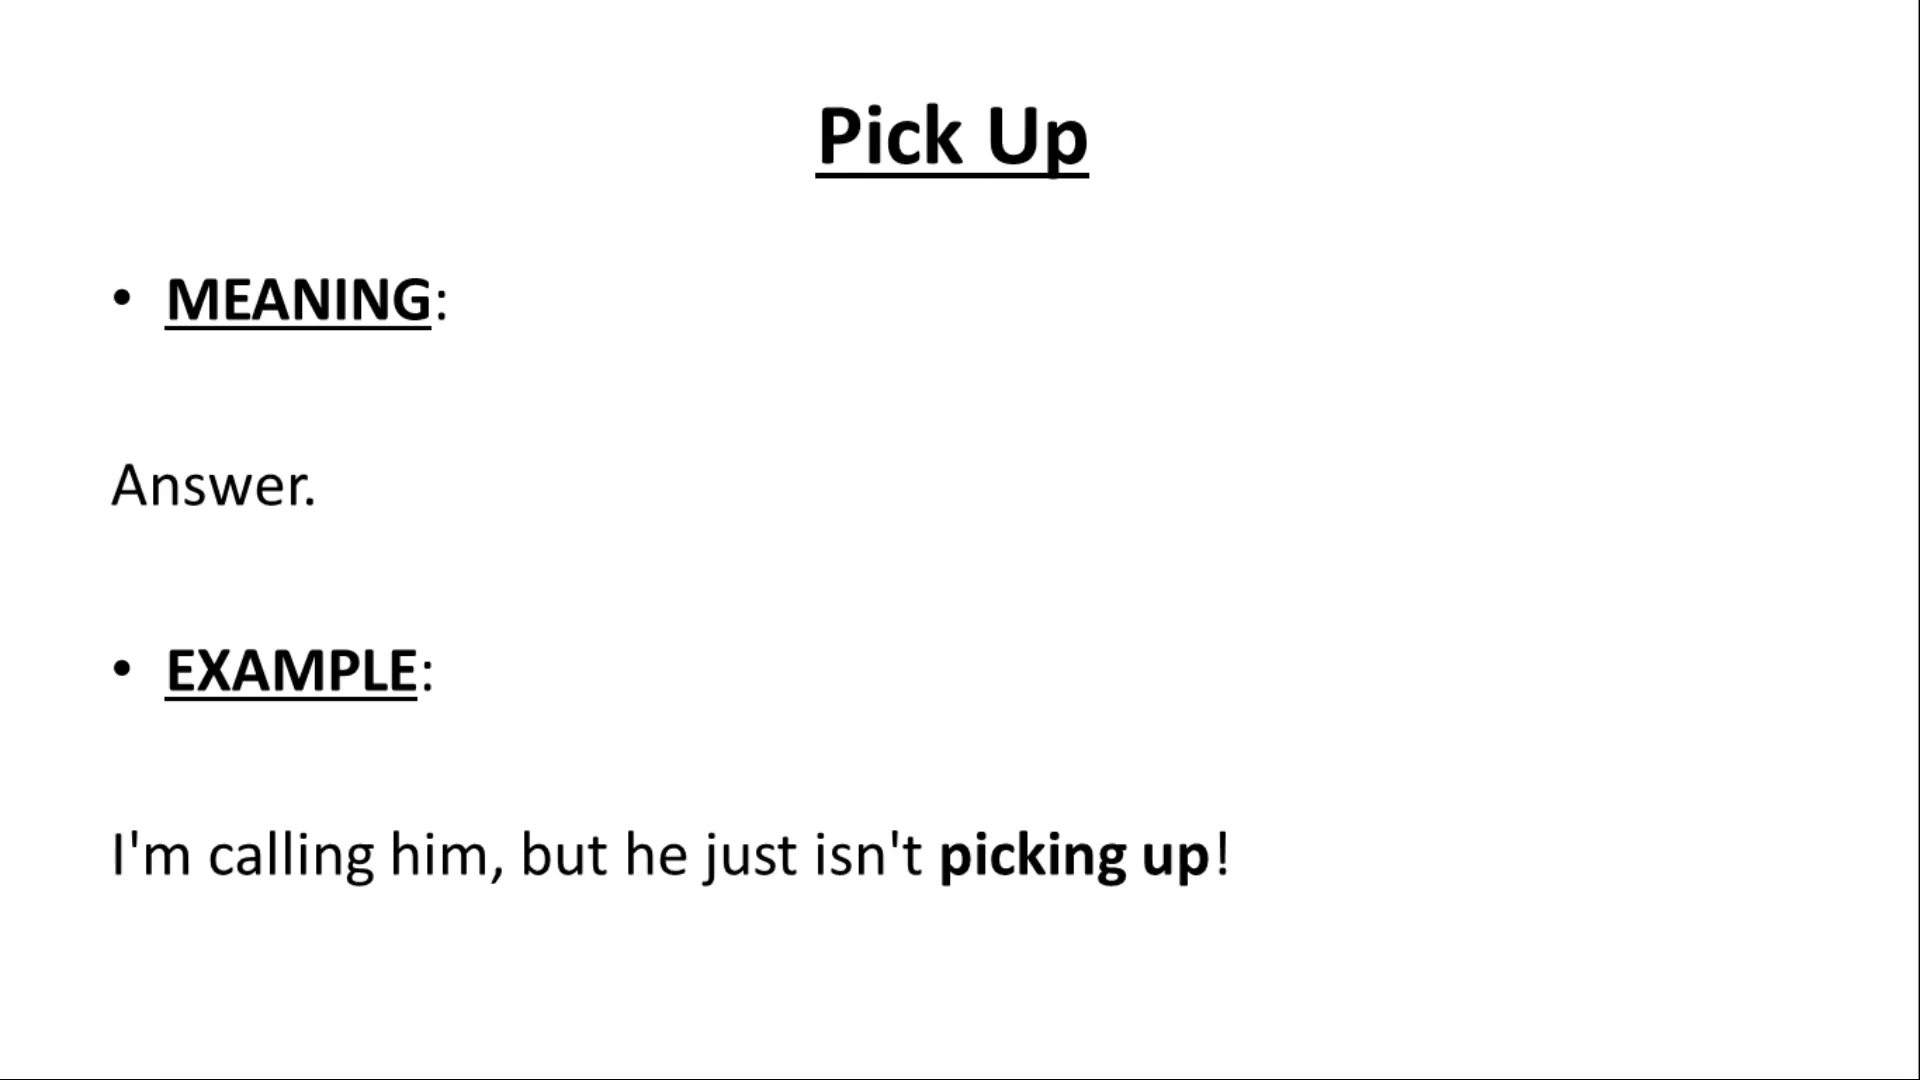 Pick Up
• MEANING:
Answer.
• EXAMPLE:
I'm calling him, but he just isn't picking up!